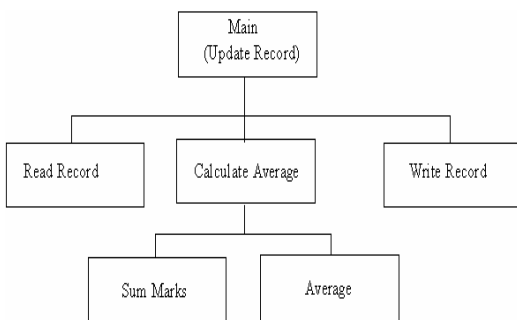 Main
(Update Record)
Read Record
Calculate Average
Write Record
Sum Marks
Average